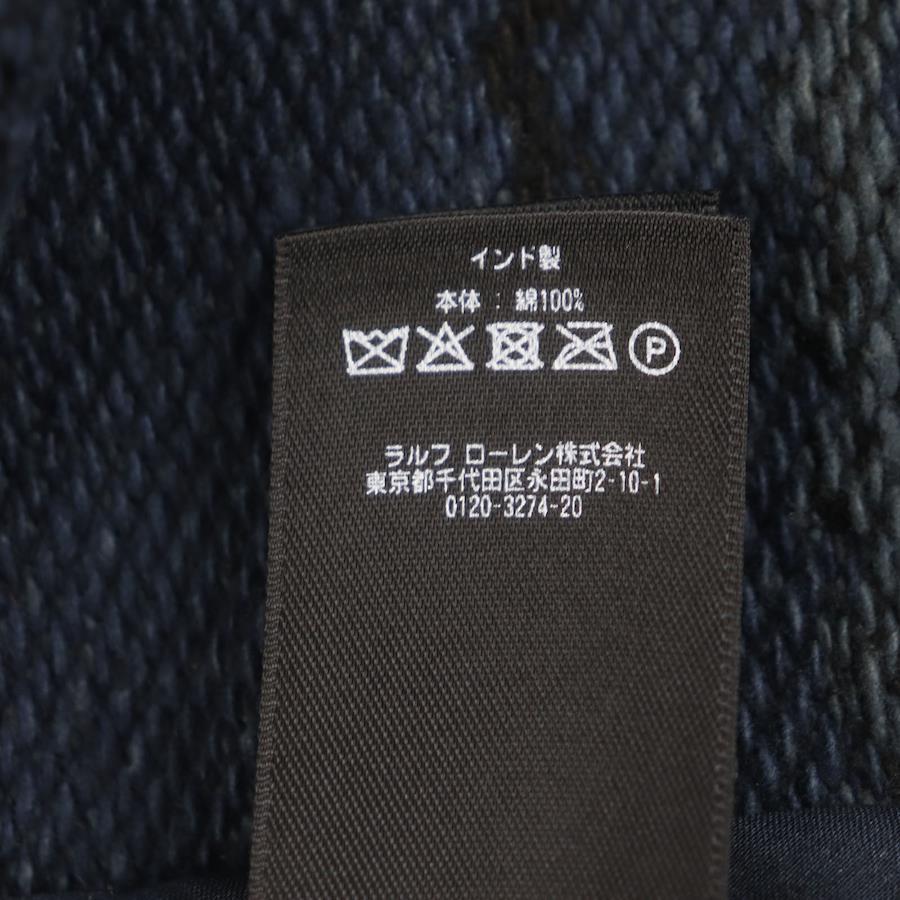 インド製
本体 : 綿100%
P
ラルフ ローレン株式会社
東京都千代田区永田町2-10-1
0120-3274-20